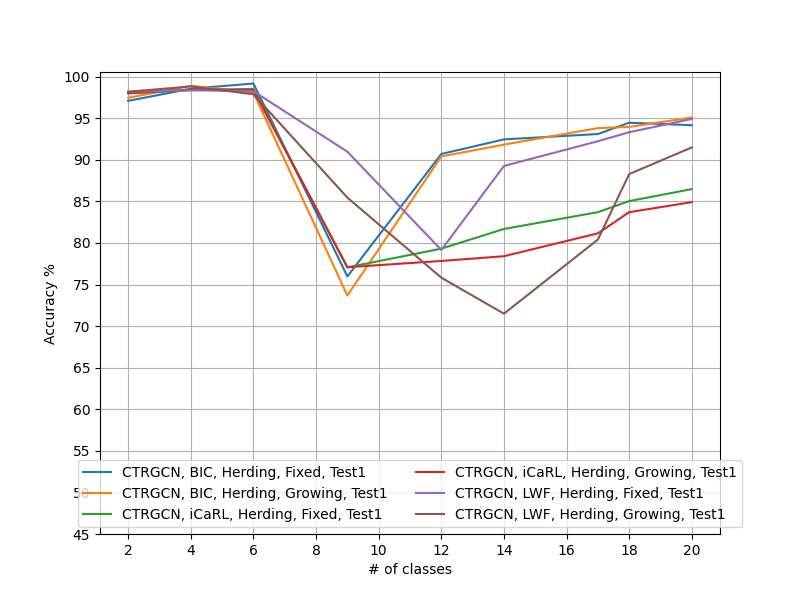 100
95
90
85
80
75
70
65
60
55
50
45
Accuracy %
CTRGCN, BIC, Herding, Fixed, Test1
CTRGCN, BIC, Herding, Growing, Test1
CTRGCN, iCaRL, Herding, Fixed, Test1
CTRGCN, iCaRL, Herding, Growing, Test1
CTRGCN, LWF, Herding, Fixed, Test1
CTRGCN, LWF, Herding, Growing, Test1
2 4 6 8 10 12 14 16 18 20
# of classes